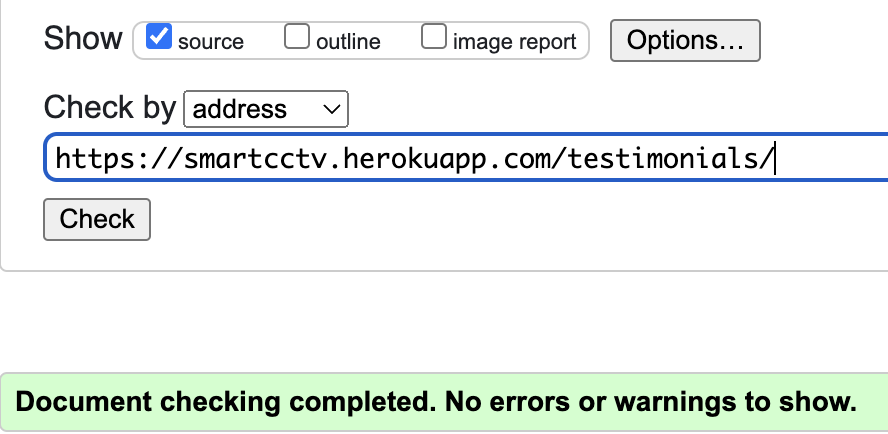 Show source outline image report Options…
Check by address
https://smartcctv.herokuapp.com/testimonials/
Check
Document checking completed. No errors or warnings to show.